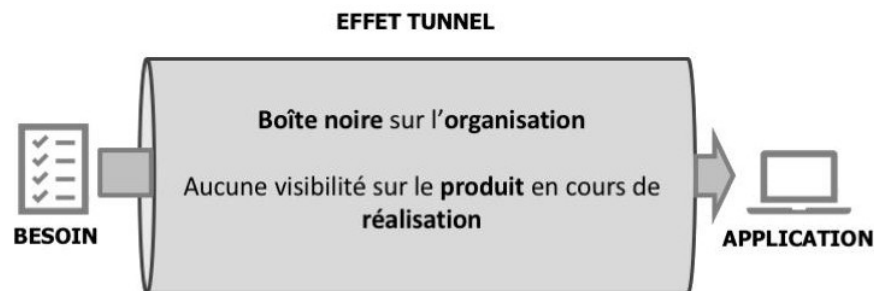 EFFET TUNNEL
Boîte noire sur l’organisation
Aucune visibilité sur le produit en cours de
réalisation
BESOIN
APPLICATION